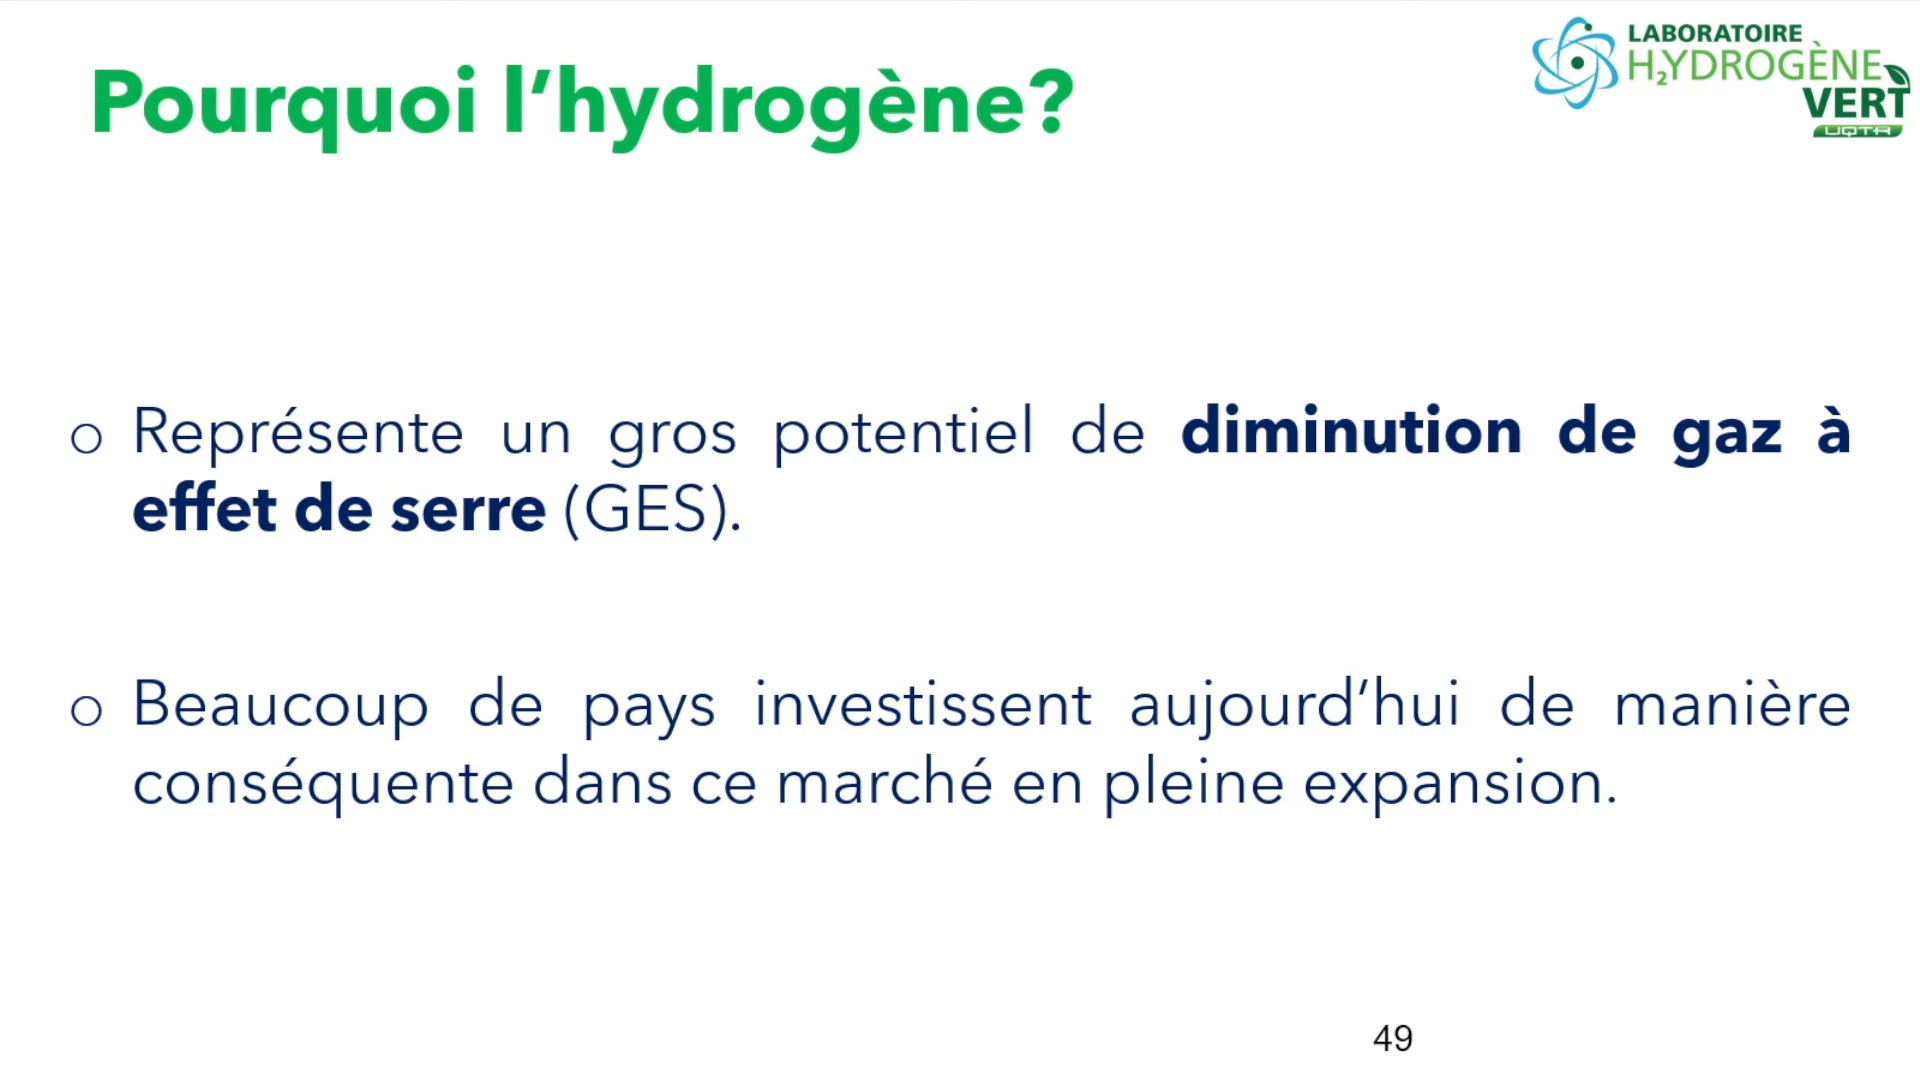 Pourquoi l’hydrogène?
LABORATOIRE
H₂YDROGÈNE
VERT
UQTR
o Représente un gros potentiel de diminution de gaz à
effet de serre (GES).
o Beaucoup de pays investissent aujourd’hui de manière
conséquente dans ce marché en pleine expansion.
49